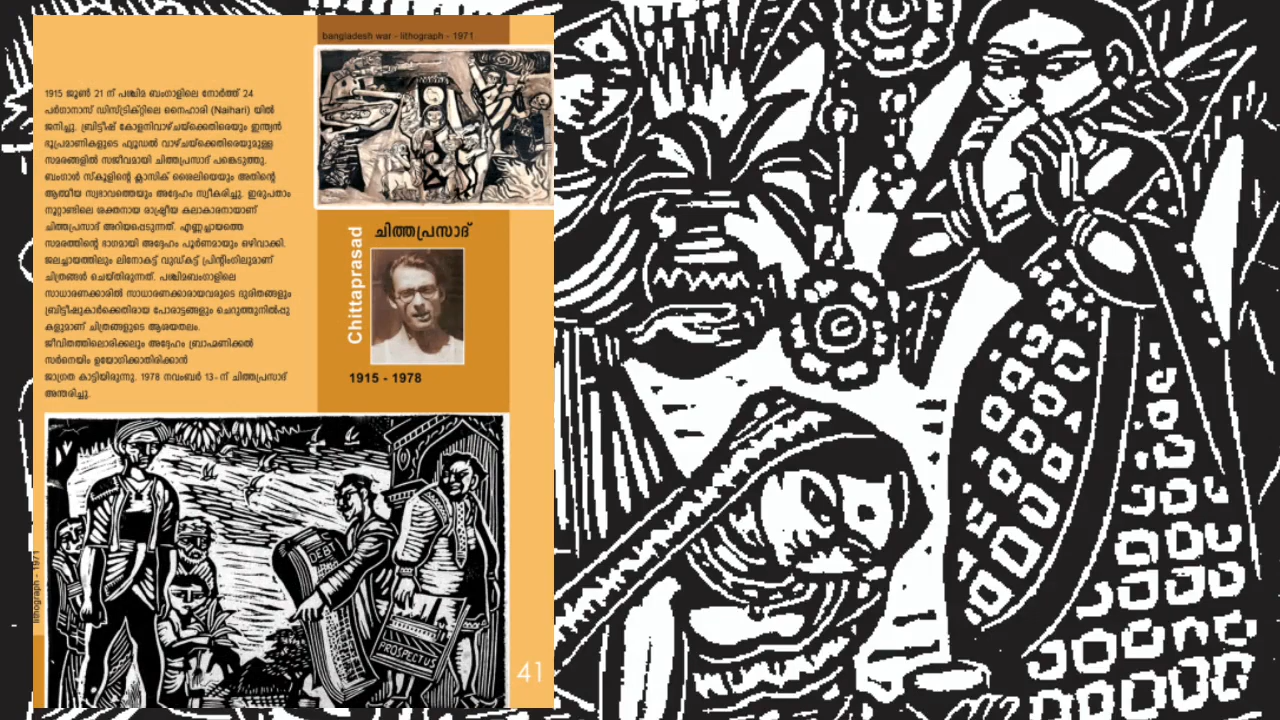 bangladesh war - lithograph - 1971
1915 ജൂൺ 21 ന് പശ്ചിമ ബംഗാളിലെ നോർത്ത് 24
പർഗാനാസ് ഡിസ്ട്രിക്റ്റിലെ നൈഹാരി (Naihari) യിൽ
ജനിച്ചു. ബ്രിട്ടീഷ് കോളനിവാഴ്ചയ്ക്കെതിരെയും ഇന്ത്യൻ
ഭൂപ്രമാണികളുടെ ഫ്യൂഡൽ വാഴ്ചയ്ക്കെതിരെയുമുള്ള
സമരങ്ങളിൽ സജീവമായി ചിത്തപ്രസാദ് പങ്കെടുത്തു.
ബംഗാൾ സ്കൂളിന്റെ ക്ലാസിക് ശൈലിയെയും അതിന്റെ
ആത്മീയ സ്വഭാവത്തെയും അദ്ദേഹം സ്വീകരിച്ചു. ഇരുപതാം
നൂറ്റാണ്ടിലെ ശക്തനായ രാഷ്ട്രീയ കലാകാരനായാണ്
ചിത്തപ്രസാദ് അറിയപ്പെടുന്നത്. എണ്ണച്ചായത്തെ
സമരത്തിന്റെ ഭാഗമായി അദ്ദേഹം പൂർണമായും ഒഴിവാക്കി.
ജലച്ചായത്തിലും ലിനോകട്ട് വുഡ്കട്ട് പ്രിന്റിംഗിലുമാണ്
ചിത്രങ്ങൾ ചെയ്തിരുന്നത്. പശ്ചിമബംഗാളിലെ
സാധാരണക്കാരിൽ സാധാരണക്കാരായവരുടെ ദുരിതങ്ങളും
ബ്രിട്ടീഷുകാർക്കെതിരായ പോരാട്ടങ്ങളും ചെറുത്തുനിൽപ്പു
കളുമാണ് ചിത്രങ്ങളുടെ ആശയതലം.
ജീവിതത്തിലൊരിക്കലും അദ്ദേഹം ബ്രാഹ്മണിക്കൽ
സർനെയിം ഉയോഗിക്കാതിരിക്കാൻ
ജാഗ്രത കാട്ടിയിരുന്നു. 1978 നവംബർ 13-ന് ചിത്തപ്രസാദ്
അന്തരിച്ചു.
ചിത്തപ്രസാദ്
Chittaprasad
1915 - 1978
lithograph - 1971
DEBT
PROSPECTUS
41